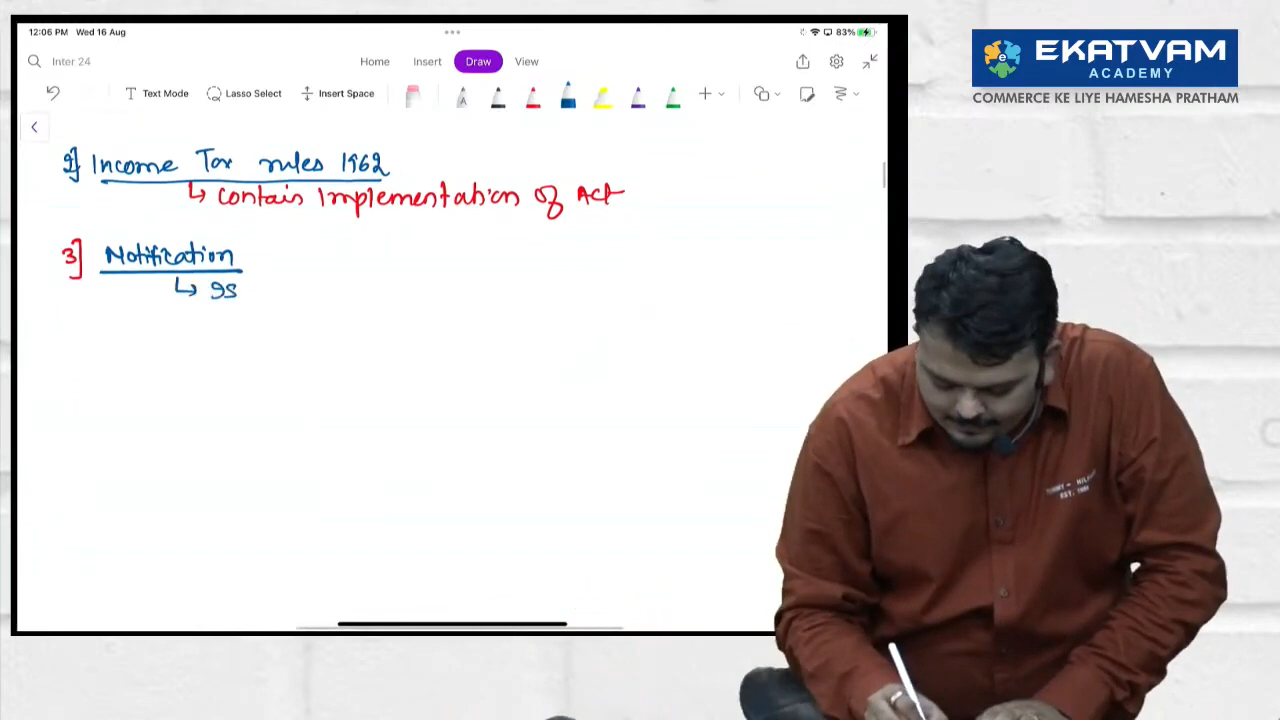 12:06 PM Wed 16 Aug
83%
Inter 24
Home Insert Draw View
Text Mode Lasso Select Insert Space
2] Income Tax rules 1962
↳ Contain Implementation of Act
3] Notification
↳ Is
EKATVAM
ACADEMY
COMMERCE KE LIYE HAMESHA PRATHAM